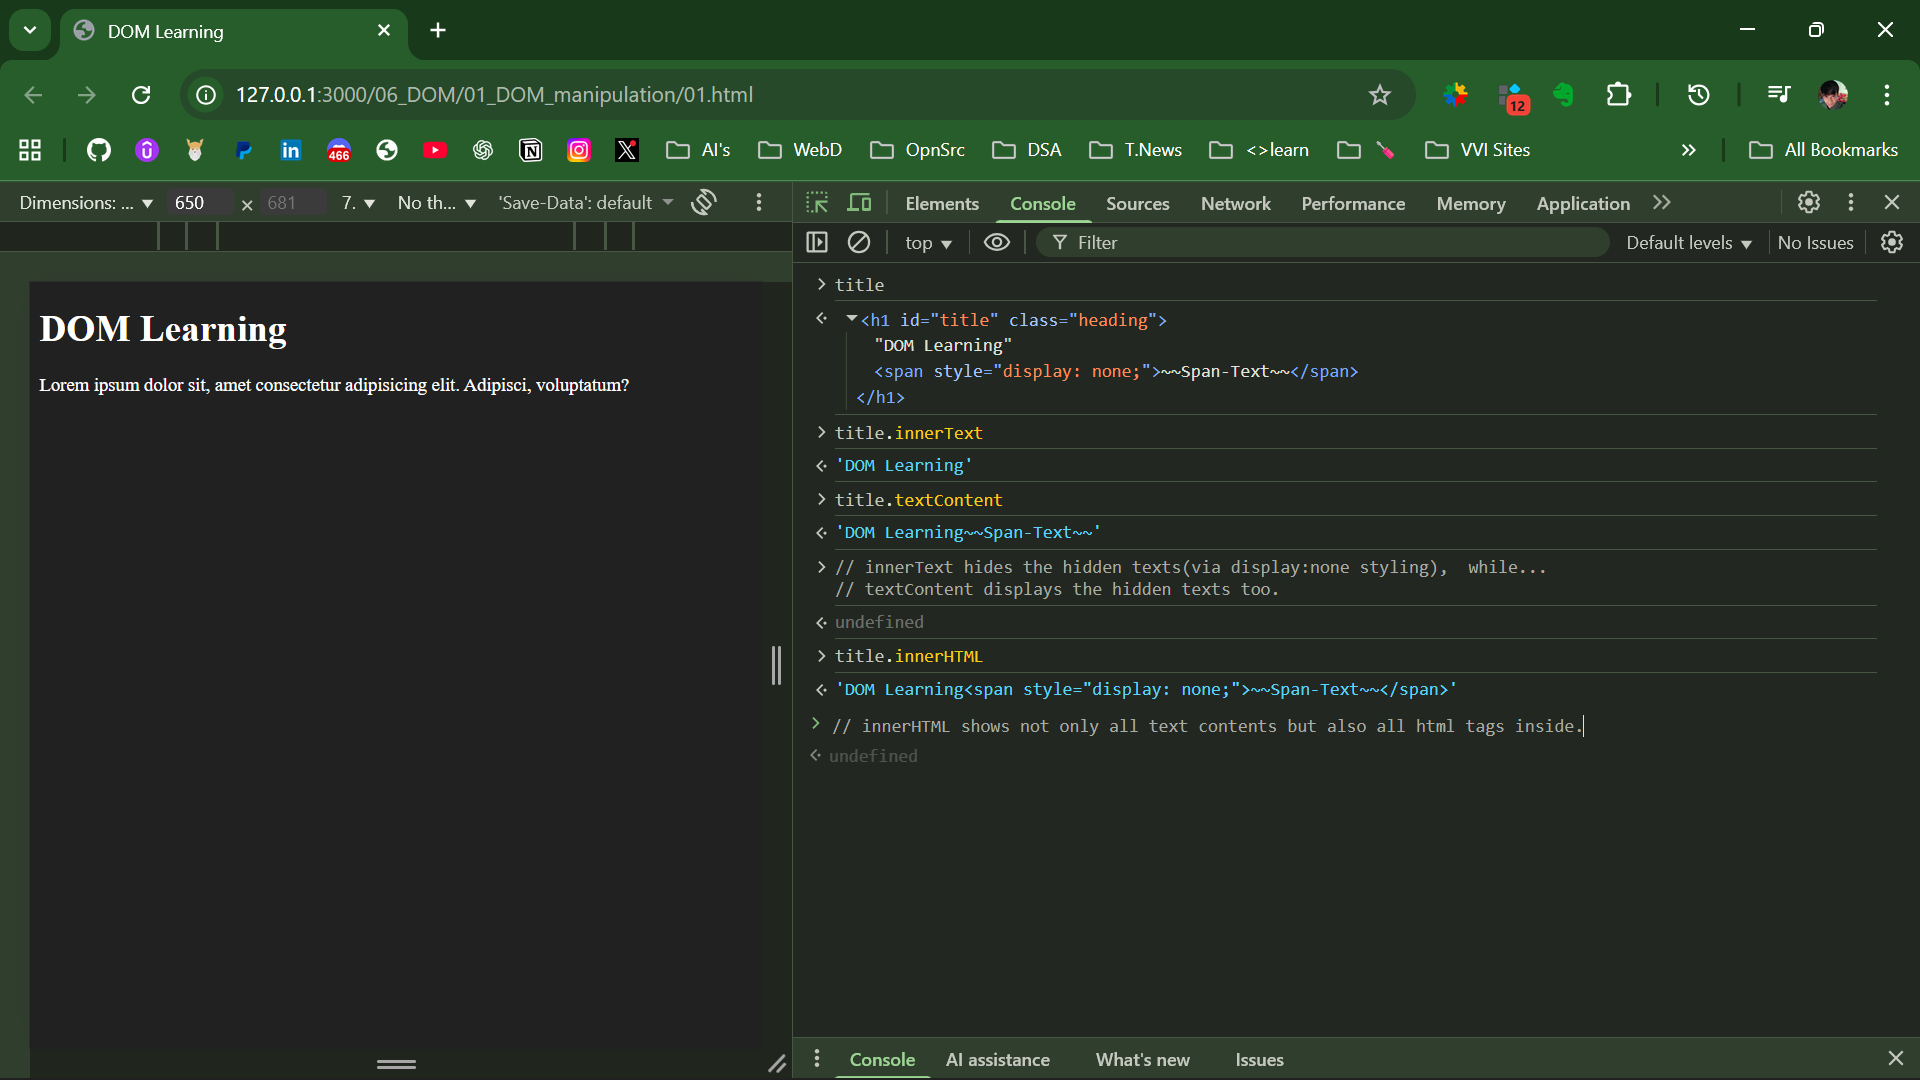 DOM Learning
127.0.0.1:3000/06_DOM/01_DOM_manipulation/01.html
12
466
AI's
WebD
OpnSrc
DSA
T.News
<>learn
VVI Sites
All Bookmarks
Dimensions: ...
650
×
681
7.
No th...
'Save-Data': default
Elements
Console
Sources
Network
Performance
Memory
Application
top
Filter
Default levels
No Issues
DOM Learning
Lorem ipsum dolor sit, amet consectetur adipisicing elit. Adipisci, voluptatum?
title
<h1 id="title" class="heading">
"DOM Learning"
<span style="display: none;">~~Span-Text~~</span>
</h1>
title.innerText
'DOM Learning'
title.textContent
'DOM Learning~~Span-Text~~'
// innerText hides the hidden texts(via display:none styling),  while...
// textContent displays the hidden texts too.
undefined
title.innerHTML
'DOM Learning<span style="display: none;">~~Span-Text~~</span>'
// innerHTML shows not only all text contents but also all html tags inside.
undefined
Console
AI assistance
What's new
Issues